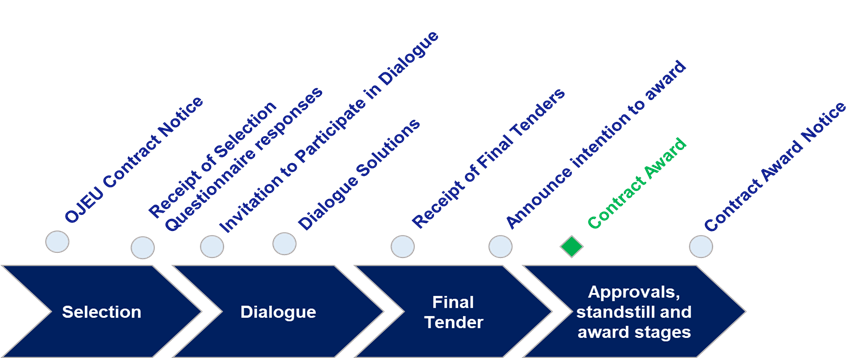 OJEU Contract Notice
Receipt of Selection
Questionnaire responses
Invitation to Participate in Dialogue
Dialogue Solutions
Receipt of Final Tenders
Announce intention to award
Contract Award
Contract Award Notice
Selection
Dialogue
Final
Tender
Approvals,
standstill and
award stages